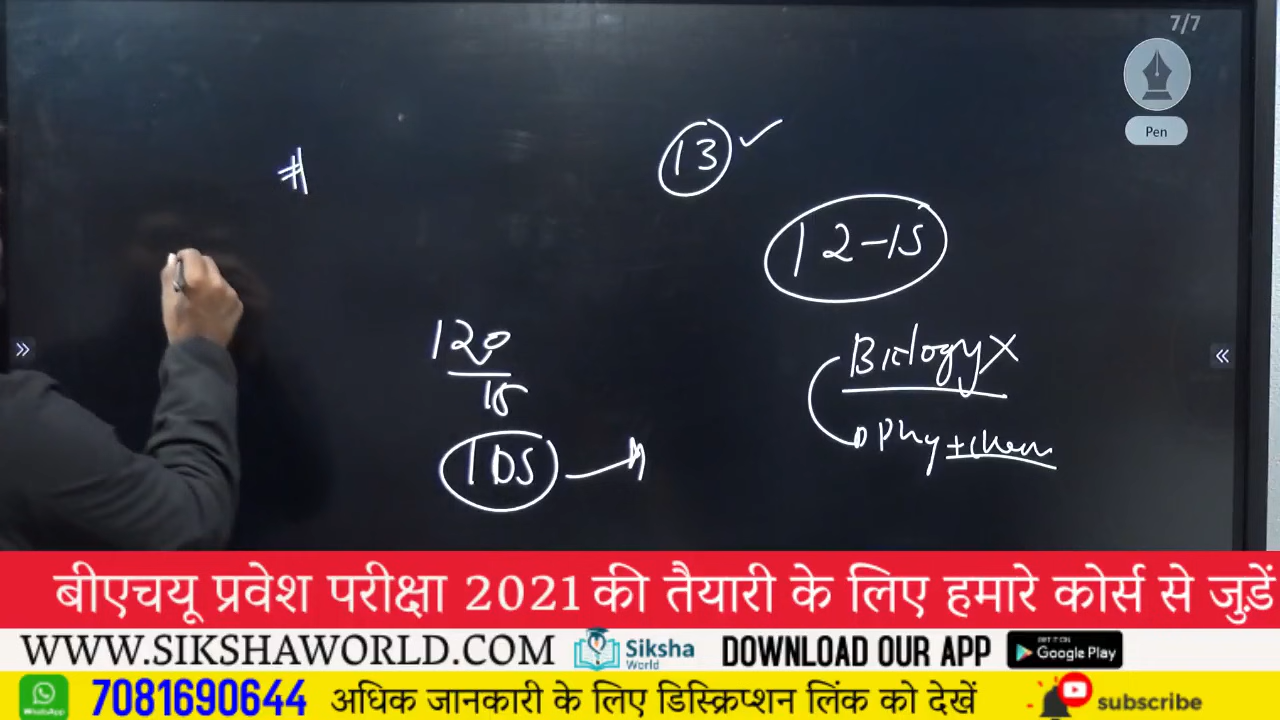 7/7
Pen
#
13 ✓
12-15
120
15
105
Biology X
Phy + Chem
»
«
बीएचयू प्रवेश परीक्षा 2021 की तैयारी के लिए हमारे कोर्स से जुड़ें
WWW.SIKSHAWORLD.COM
Siksha
World
DOWNLOAD OUR APP
GET IT ON
Google Play
WhatsApp
7081690644
अधिक जानकारी के लिए डिस्क्रिप्शन लिंक को देखें
subscribe